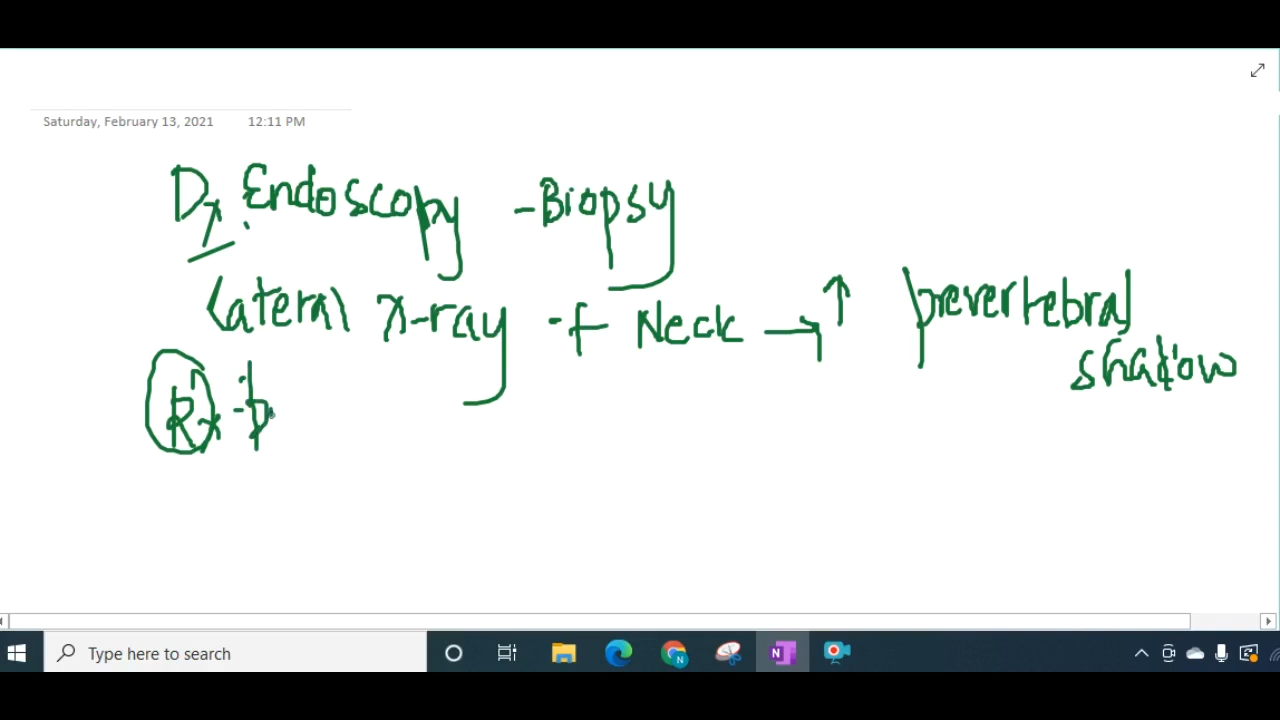 Saturday, February 13, 2021 12:11 PM
Dx. Endoscopy - Biopsy
Lateral x-ray of Neck → ↑ prevertebral
shadow
Rx -
Type here to search